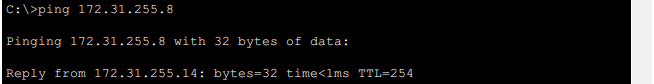 C:\>ping 172.31.255.8
Pinging 172.31.255.8 with 32 bytes of data:
Reply from 172.31.255.14: bytes=32 time<1ms TTL=254